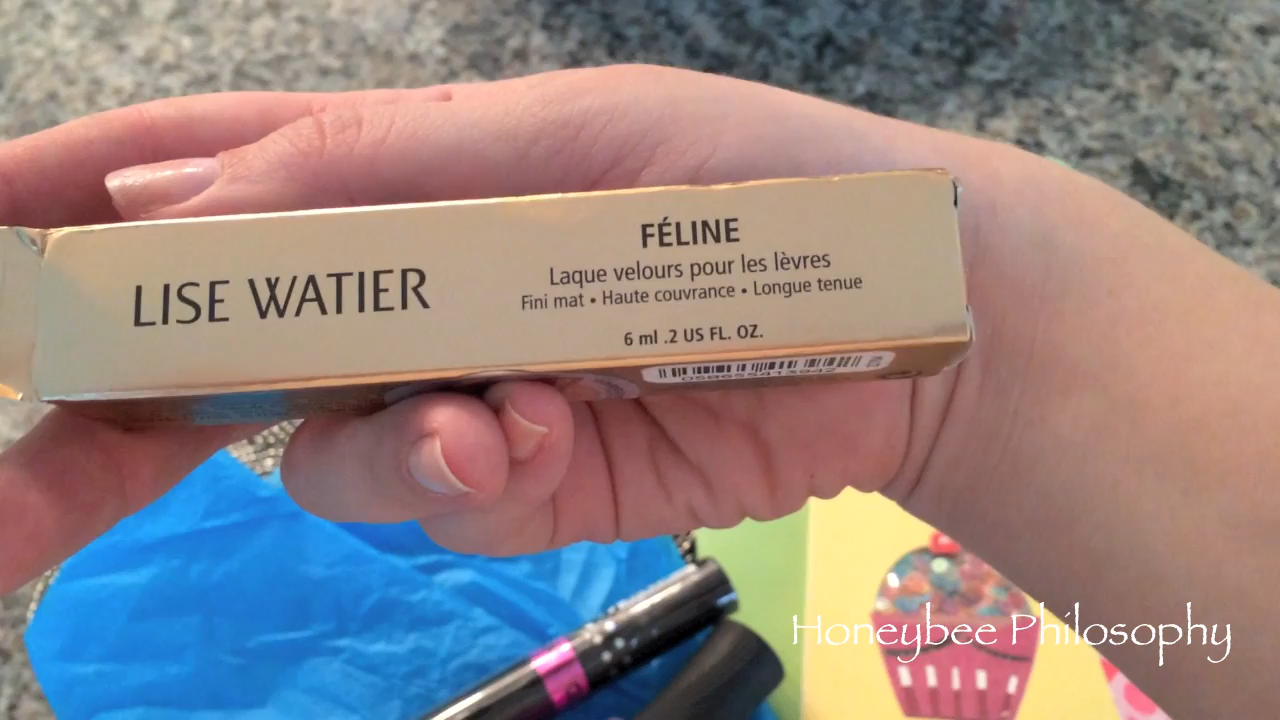 LISE WATIER
FÉLINE
Laque velours pour les lèvres
Fini mat • Haute couvrance • Longue tenue
6 ml .2 US FL. OZ.
Honeybee Philosophy